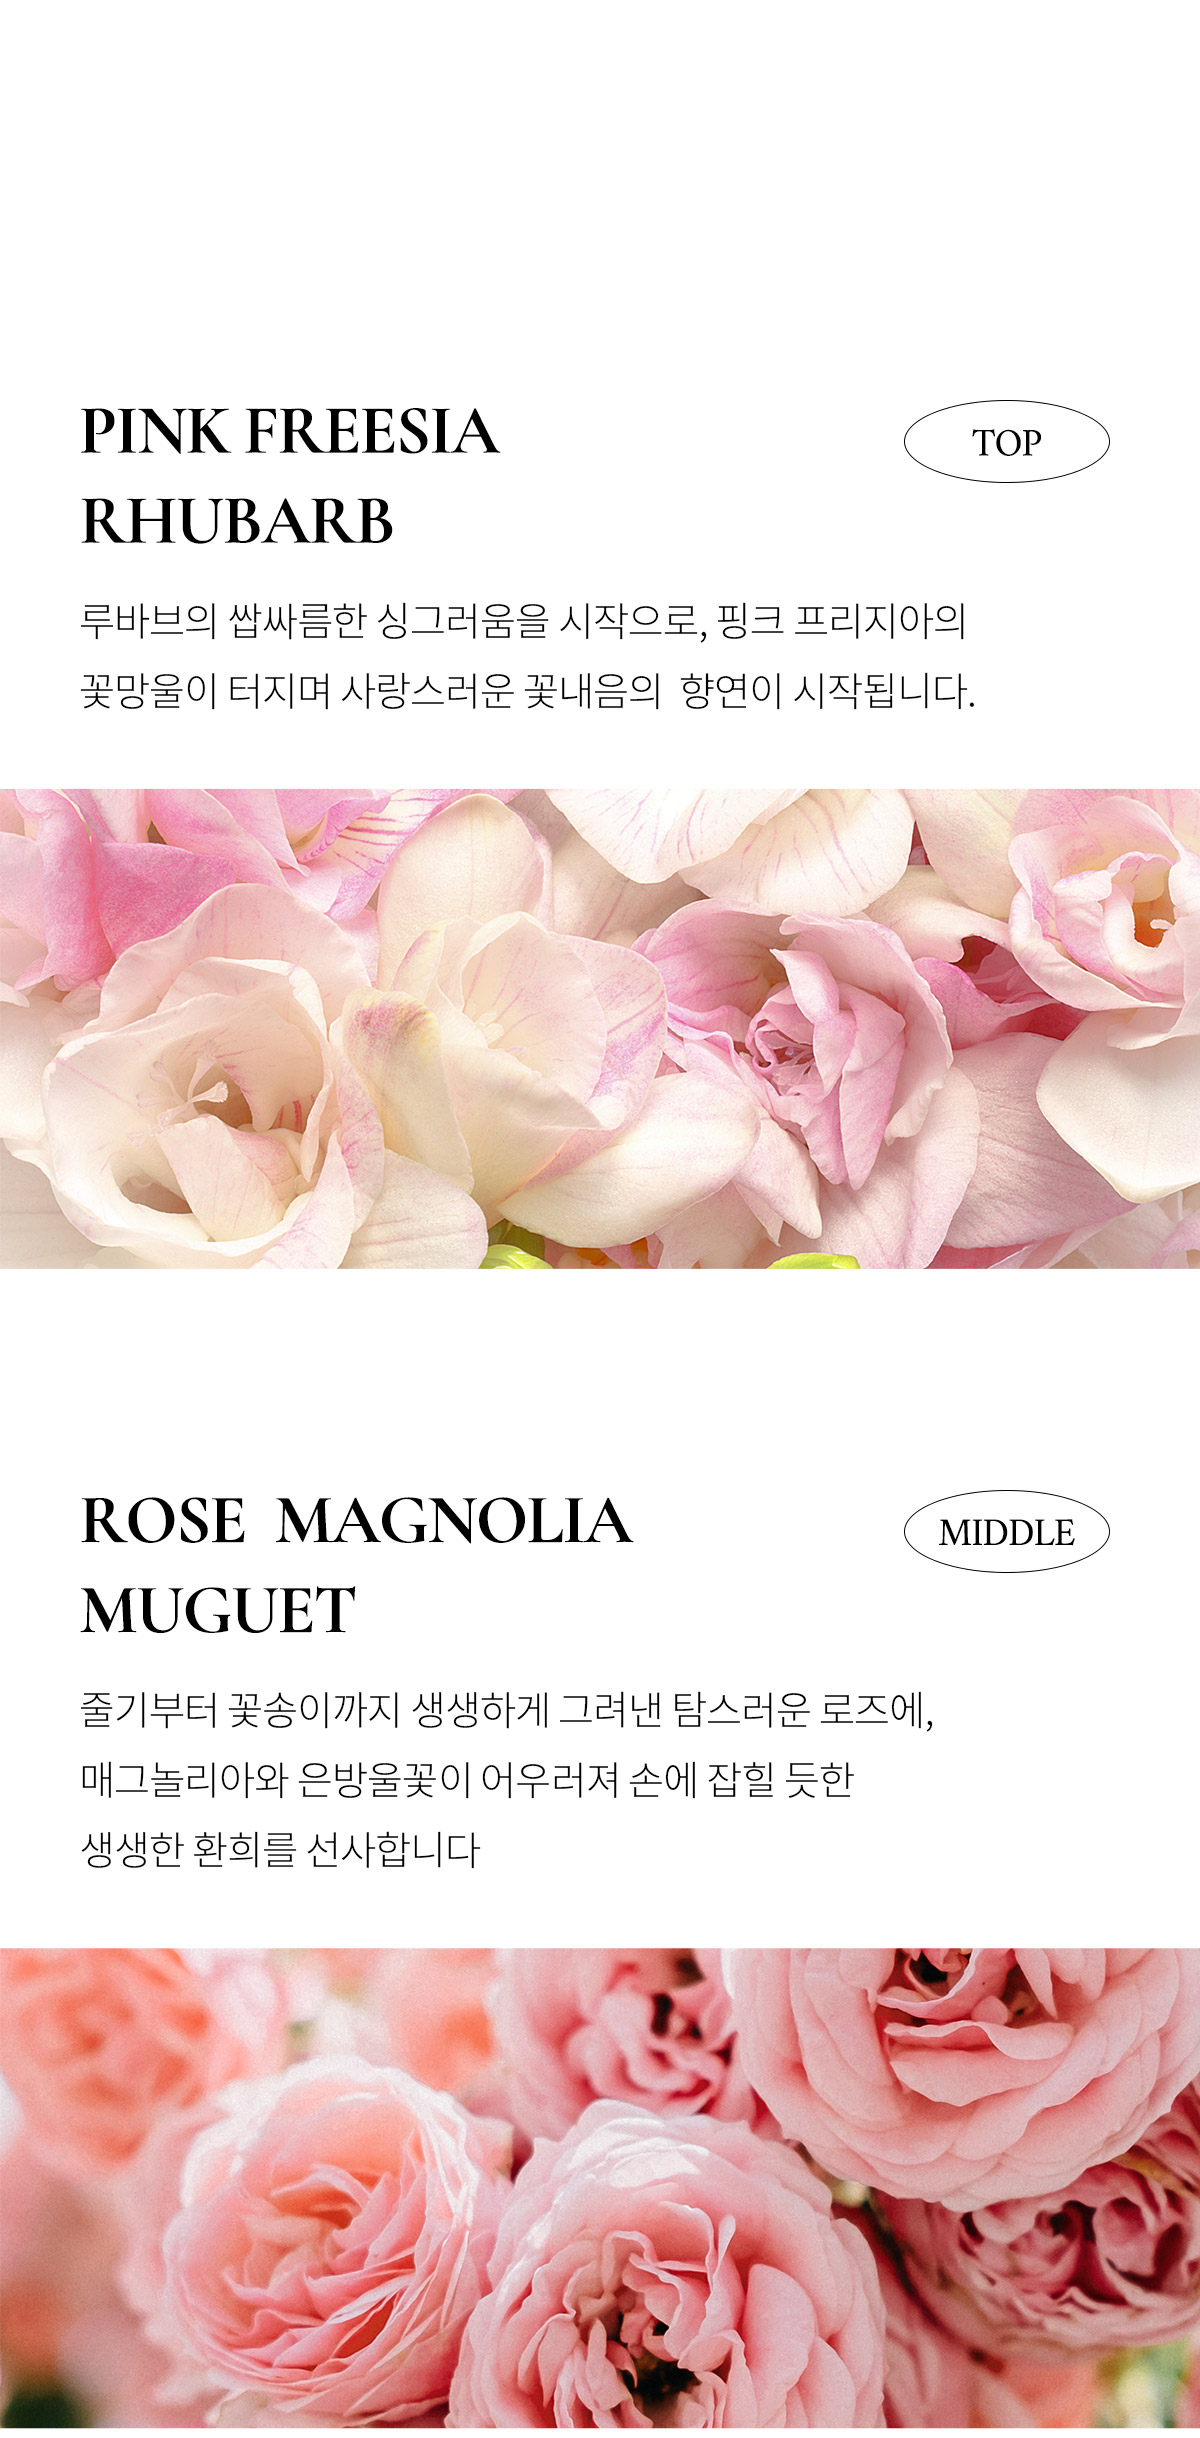 PINK FREESIA
TOP
RHUBARB
루바브의 쌉싸름한 싱그러움을 시작으로, 핑크 프리지아의
꽃망울이 터지며 사랑스러운 꽃내음의 향연이 시작됩니다.
ROSE MAGNOLIA
MIDDLE
MUGUET
줄기부터 꽃송이까지 생생하게 그려낸 탐스러운 로즈에,
매그놀리아와 은방울꽃이 어우러져 손에 잡힐 듯한
생생한 환희를 선사합니다